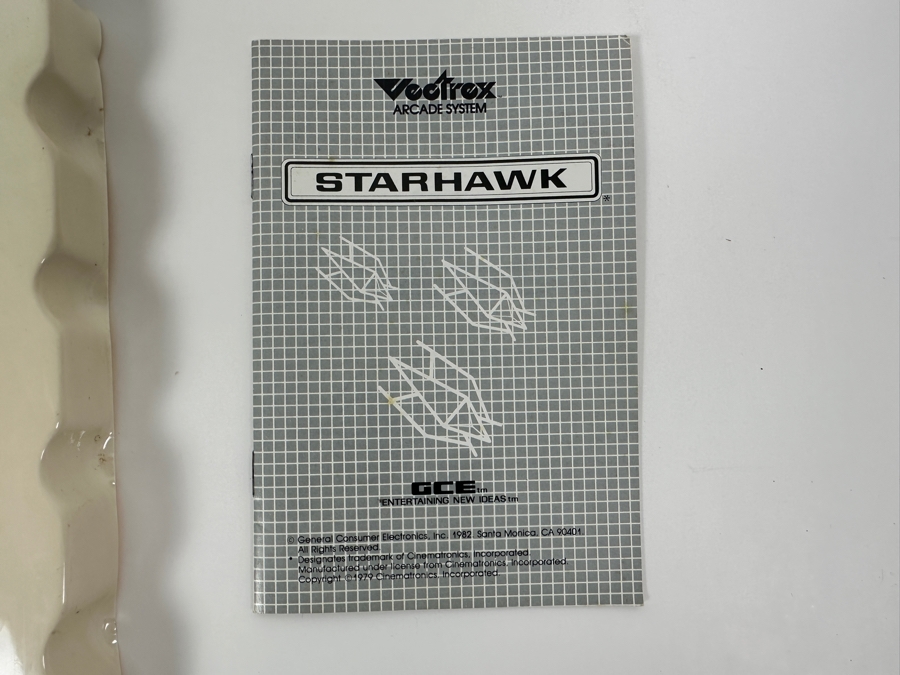 Vectrex
ARCADE SYSTEM
STARHAWK
*
GCE tm
"ENTERTAINING NEW IDEAS tm
© General Consumer Electronics, Inc. 1982. Santa Monica, CA 90401
All Rights Reserved.
* Designates trademark of Cinematronics, Incorporated.
Manufactured under license from Cinematronics, Incorporated.
Copyright ©1979 Cinematronics, Incorporated.